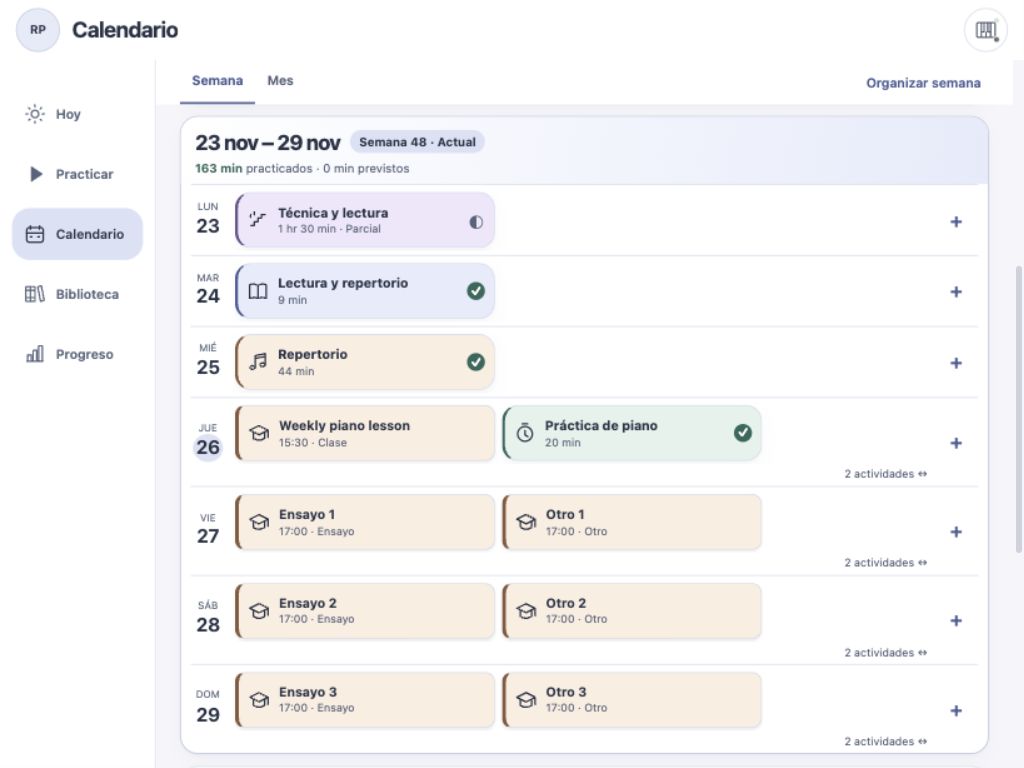 RP
Calendario
Hoy
Practicar
Calendario
Biblioteca
Progreso
Semana
Mes
Organizar semana
23 nov – 29 nov
Semana 48 · Actual
163 min practicados · 0 min previstos
LUN
23
Técnica y lectura
1 hr 30 min · Parcial
+
MAR
24
Lectura y repertorio
9 min
+
MIÉ
25
Repertorio
44 min
+
JUE
26
Weekly piano lesson
15:30 · Clase
Práctica de piano
20 min
+
2 actividades ⇔
VIE
27
Ensayo 1
17:00 · Ensayo
Otro 1
17:00 · Otro
+
2 actividades ⇔
SÁB
28
Ensayo 2
17:00 · Ensayo
Otro 2
17:00 · Otro
+
2 actividades ⇔
DOM
29
Ensayo 3
17:00 · Ensayo
Otro 3
17:00 · Otro
+
2 actividades ⇔